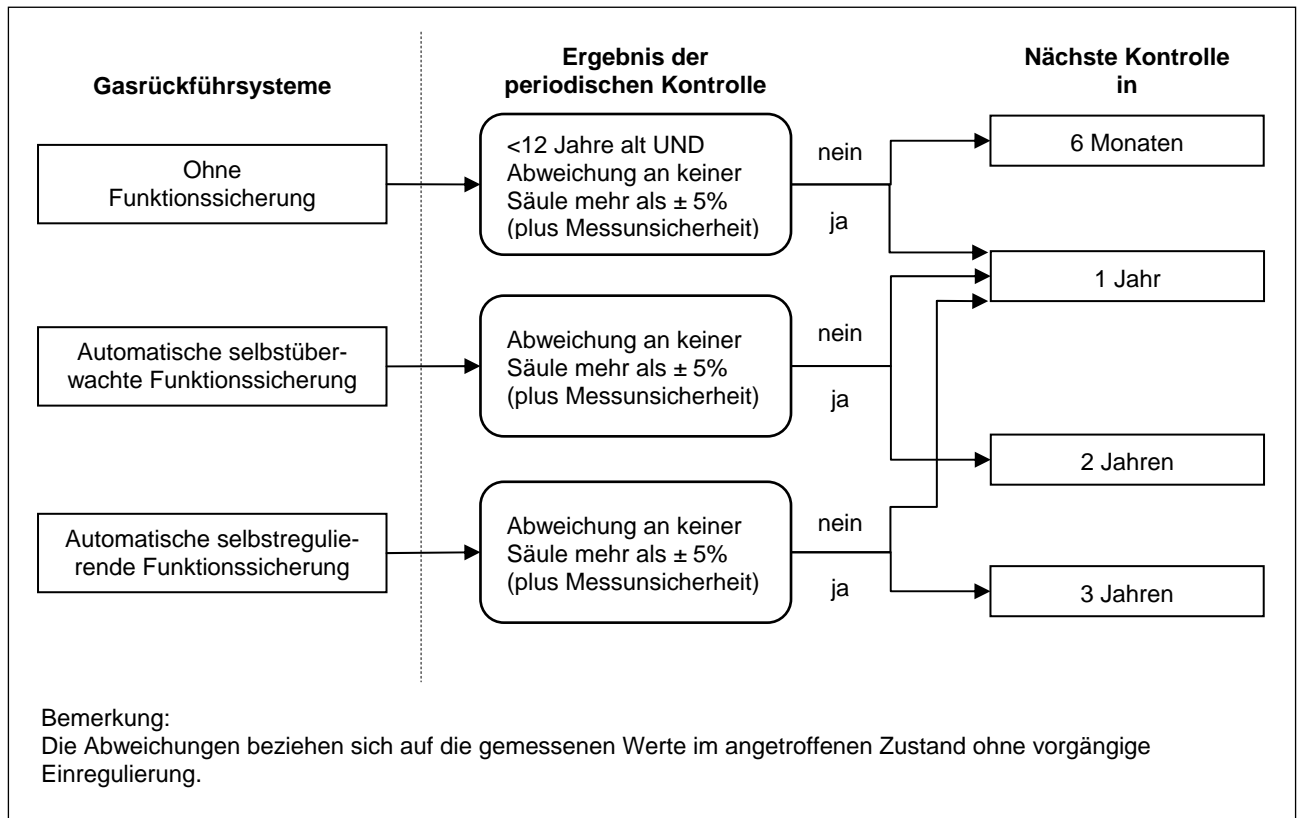 Gasrückführsysteme
Ergebnis der
periodischen Kontrolle
Nächste Kontrolle
in
Ohne
Funktionssicherung
<12 Jahre alt UND
Abweichung an keiner
Säule mehr als ± 5%
(plus Messunsicherheit)
nein
ja
6 Monaten
1 Jahr
Automatische selbstüber-
wachte Funktionssicherung
Abweichung an keiner
Säule mehr als ± 5%
(plus Messunsicherheit)
nein
ja
2 Jahren
Automatische selbstregulie-
rende Funktionssicherung
Abweichung an keiner
Säule mehr als ± 5%
(plus Messunsicherheit)
nein
ja
3 Jahren
Bemerkung:
Die Abweichungen beziehen sich auf die gemessenen Werte im angetroffenen Zustand ohne vorgängige
Einregulierung.